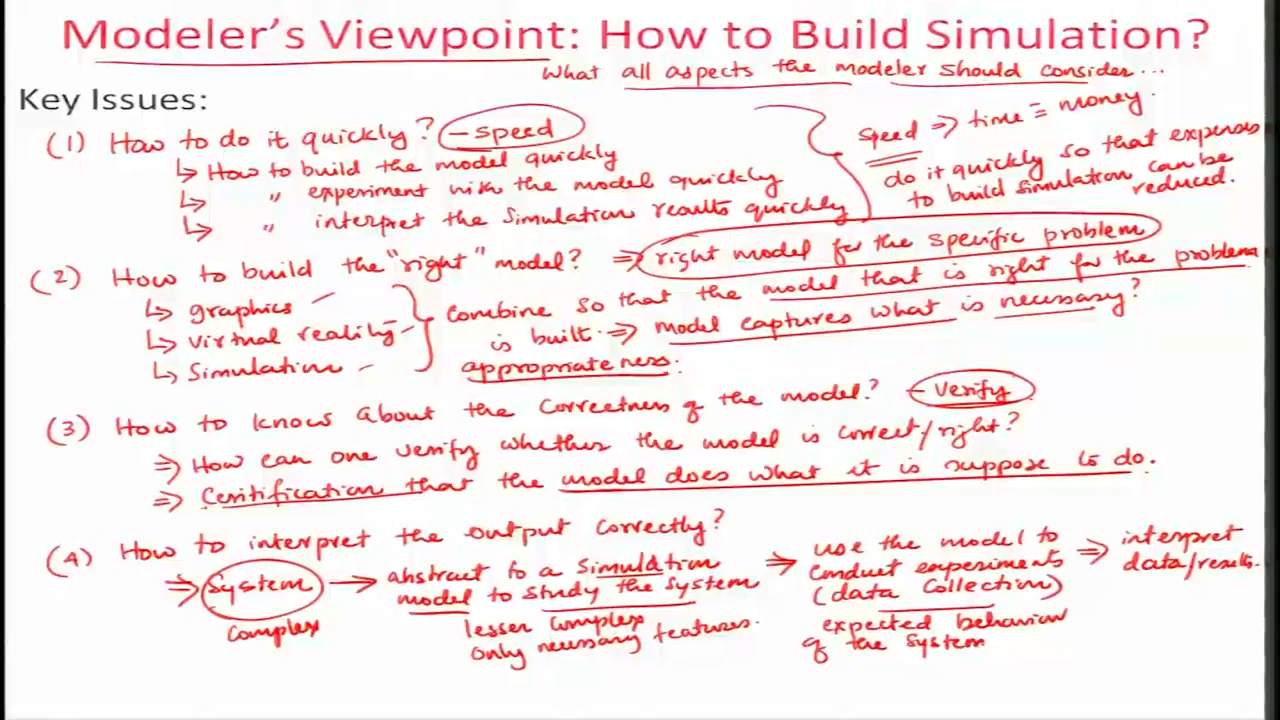 Modeler's Viewpoint: How to Build Simulation?
What all aspects the modeler should consider...
Key Issues:
(1) How to do it quickly? - speed
↳ How to build the model quickly
↳ " experiment with the model quickly
↳ " interpret the simulation results quickly
speed ⇒ time = money.
do it quickly so that expenses
to build simulation can be
reduced.
(2) How to build the "right" model? ⇒ right model for the specific problem
↳ graphics
↳ virtual reality
↳ Simulation
Combine so that the model that is right for the problem
is built. ⇒ model captures what is necessary?
appropriateness.
(3) How to know about the correctness of the model? - Verify
⇒ How can one verify whether the model is correct/right?
⇒ Ceritification that the model does what it is suppose to do.
(4) How to interpret the output correctly?
⇒ System → abstract to a simulation
model to study the system
Complex
lesser complex
only necessary features.
⇒ use the model to
conduct experiments
(data collection)
expected behavior
of the system
⇒ interpret
data/results.